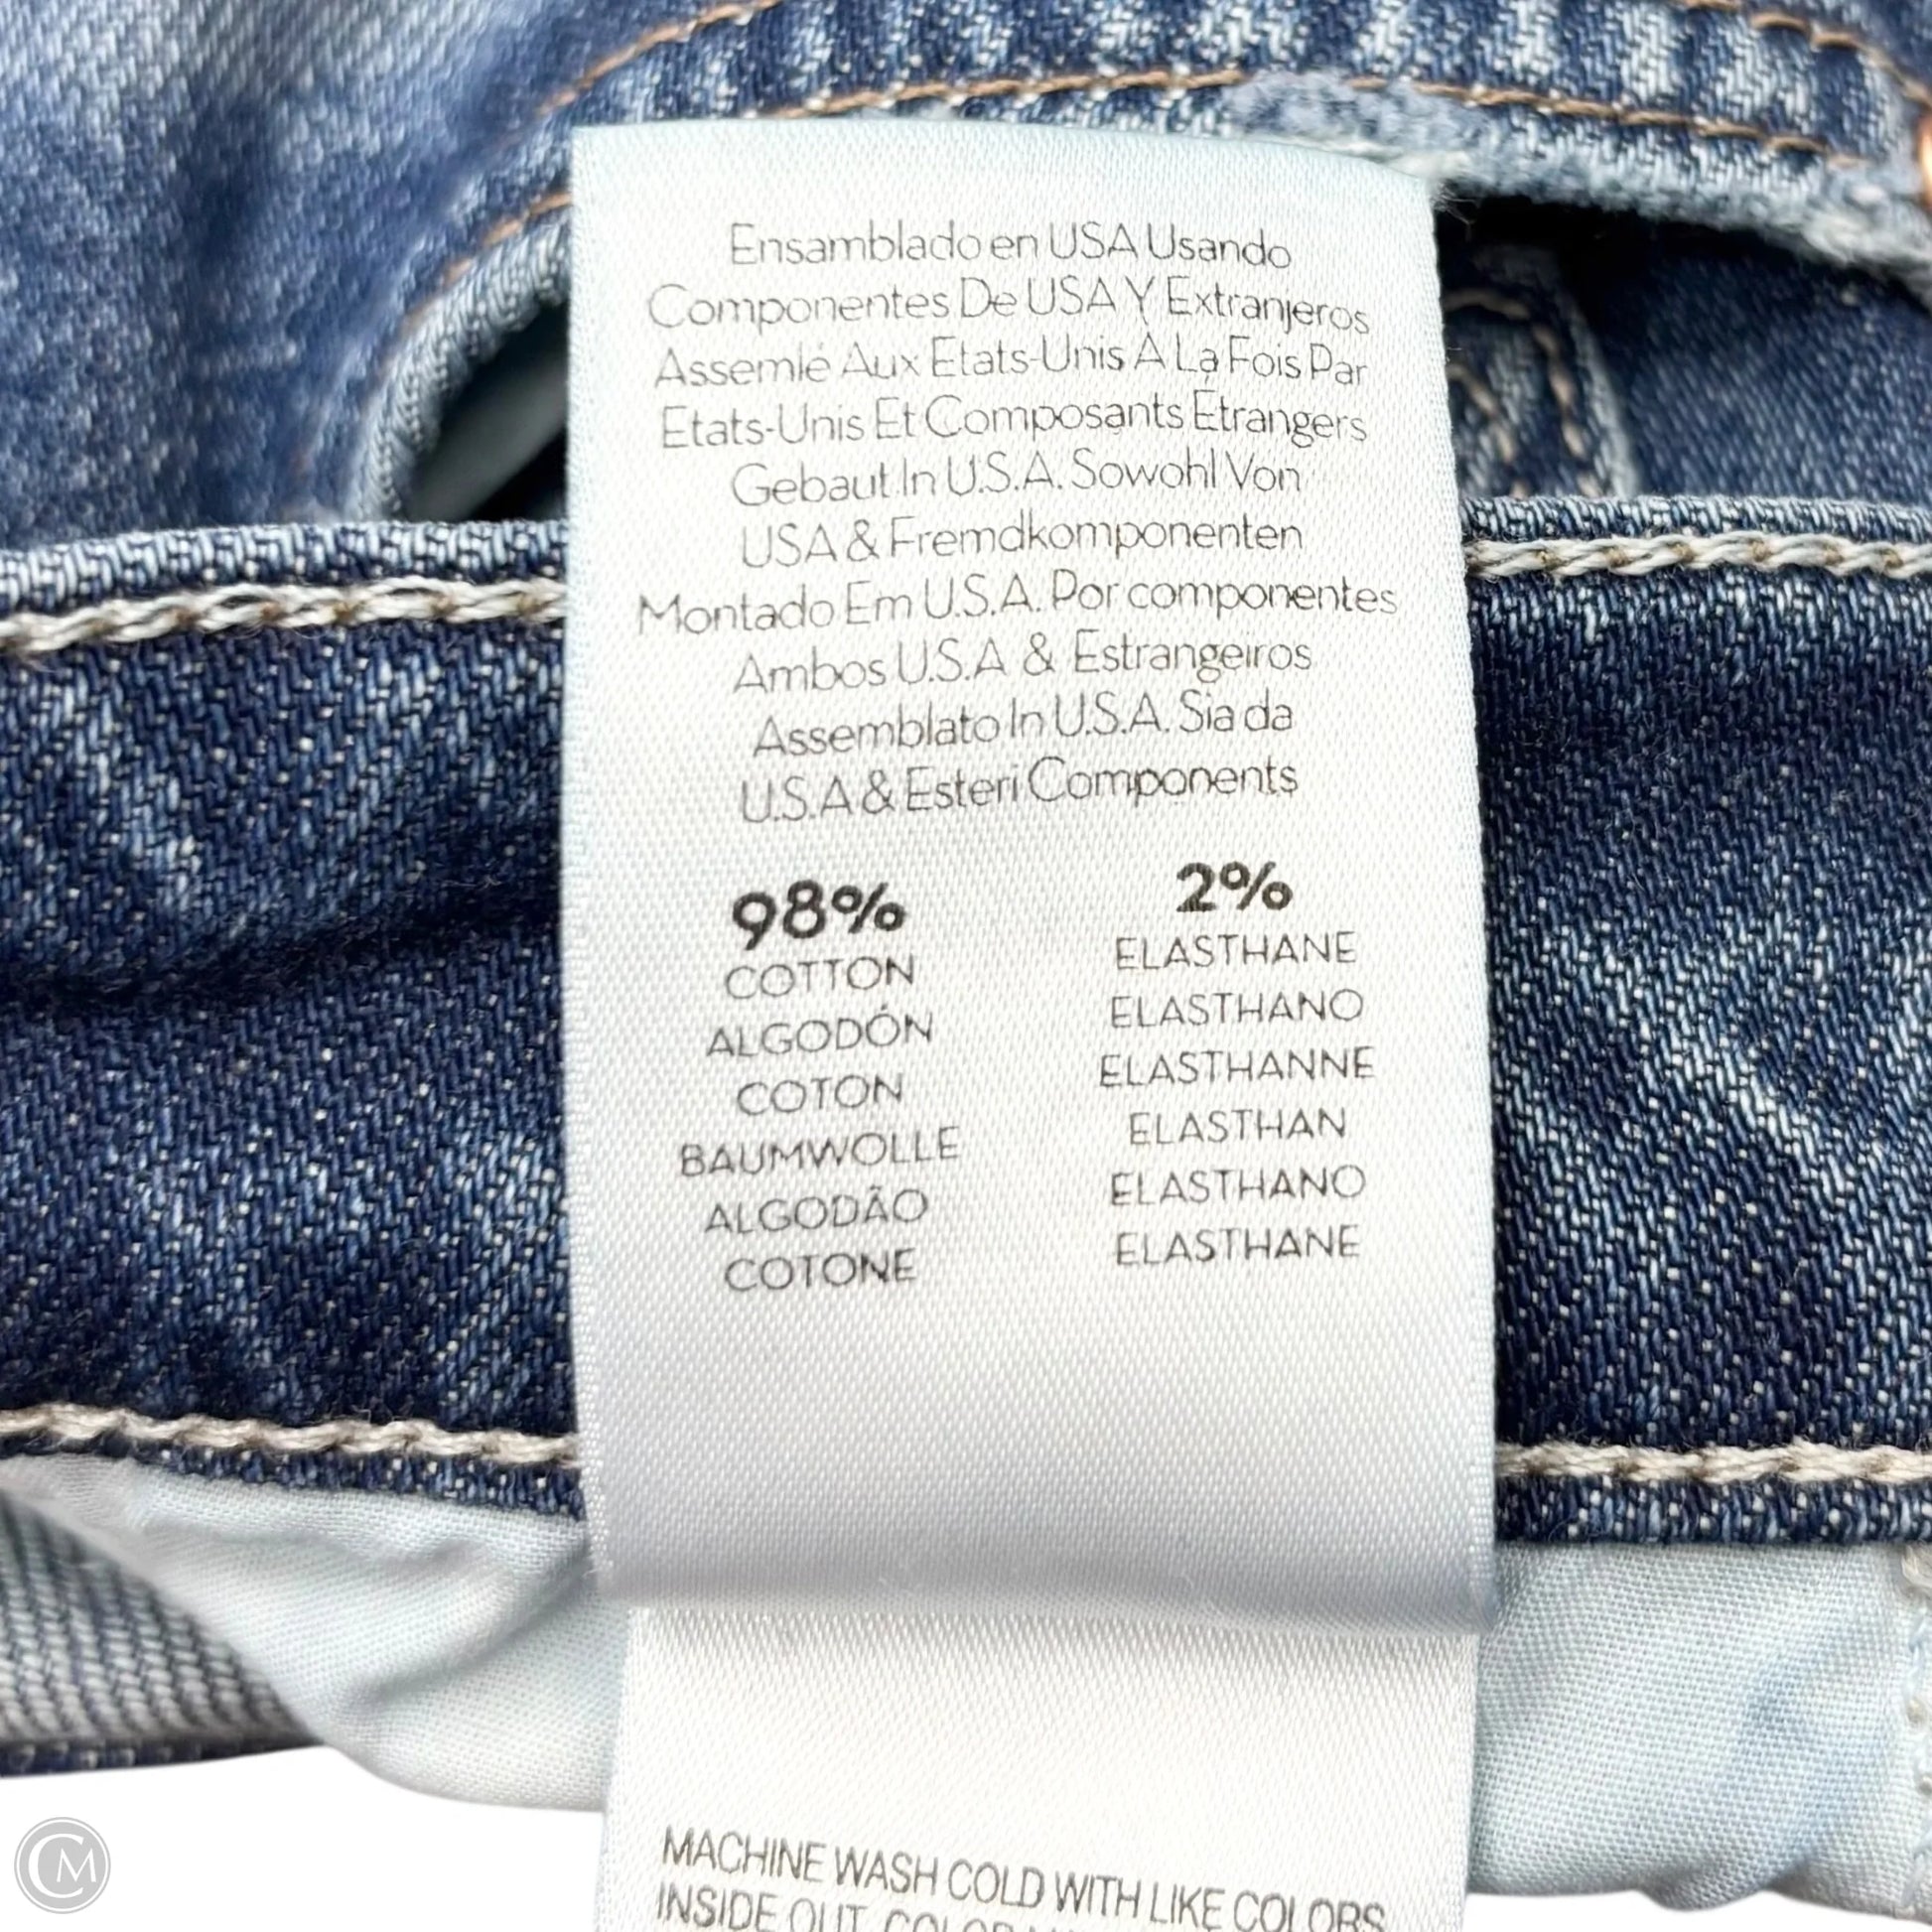 Ensamblado en USA Usando
Componentes De USA Y Extranjeros
Assemlé Aux Etats-Unis À La Fois Par
Etats-Unis Et Composants Étrangers
Gebaut In U.S.A. Sowohl Von
USA & Fremdkomponenten
Montado Em U.S.A. Por componentes
Ambos U.S.A & Estrangeiros
Assemblato In U.S.A. Sia da
U.S.A & Esteri Components
98% 2%
COTTON ELASTHANE
ALGODÓN ELASTHANO
COTON ELASTHANNE
BAUMWOLLE ELASTHAN
ALGODÃO ELASTHANO
COTONE ELASTHANE
MACHINE WASH COLD WITH LIKE COLORS
INSIDE OUT
CM